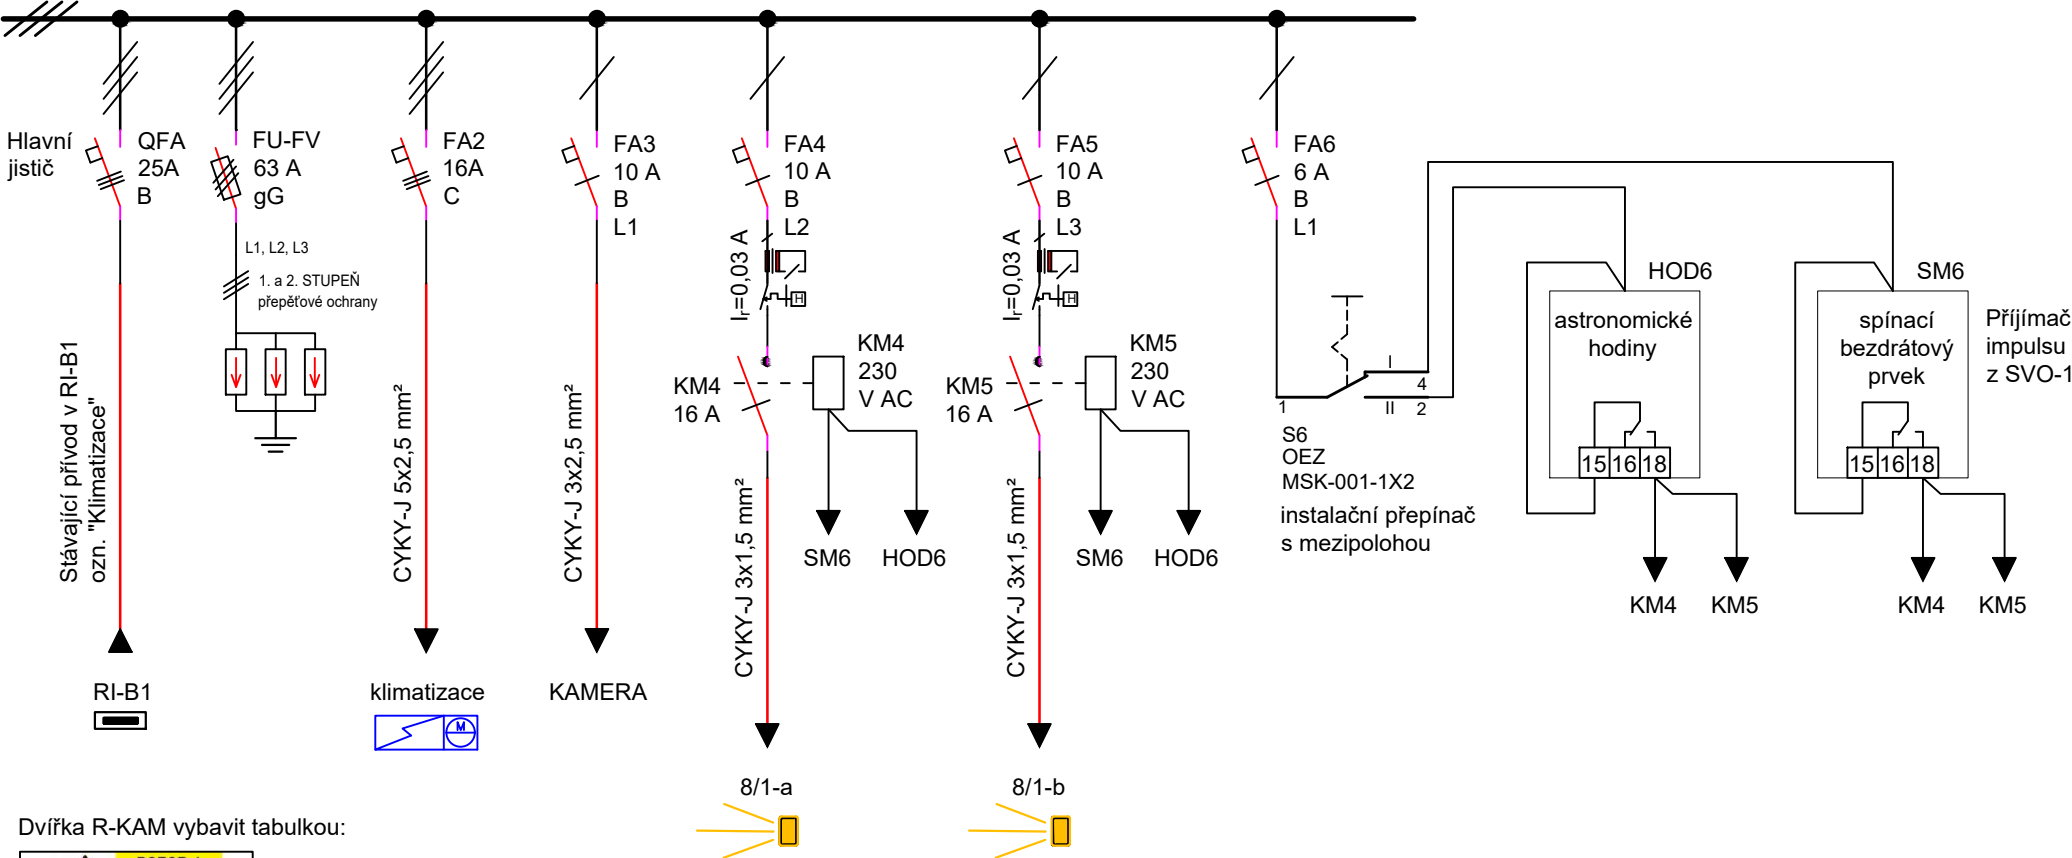 Hlavní
jistič
QFA
25A
B
FU-FV
63 A
gG
L1, L2, L3
1. a 2. STUPEŇ
přepěťové ochrany
FA2
16A
C
FA3
10 A
B
L1
FA4
10 A
B
L2
FA5
10 A
B
L3
FA6
6 A
B
L1
Ir=0,03 A
H
Ir=0,03 A
H
KM4
16 A
KM4
230
V AC
KM5
16 A
KM5
230
V AC
Stávající přívod v RI-B1
ozn. "Klimatizace"
CYKY-J 5x2,5 mm²
CYKY-J 3x2,5 mm²
CYKY-J 3x1,5 mm²
CYKY-J 3x1,5 mm²
SM6
HOD6
SM6
HOD6
1
I
4
II
2
S6
OEZ
MSK-001-1X2
instalační přepínač
s mezipolohou
HOD6
astronomické
hodiny
15 16 18
KM4
KM5
SM6
spínací
bezdrátový
prvek
15 16 18
KM4
KM5
Příjímač
impulsu
z SVO-1
RI-B1
klimatizace
M
KAMERA
8/1-a
8/1-b
Dvířka R-KAM vybavit tabulkou: